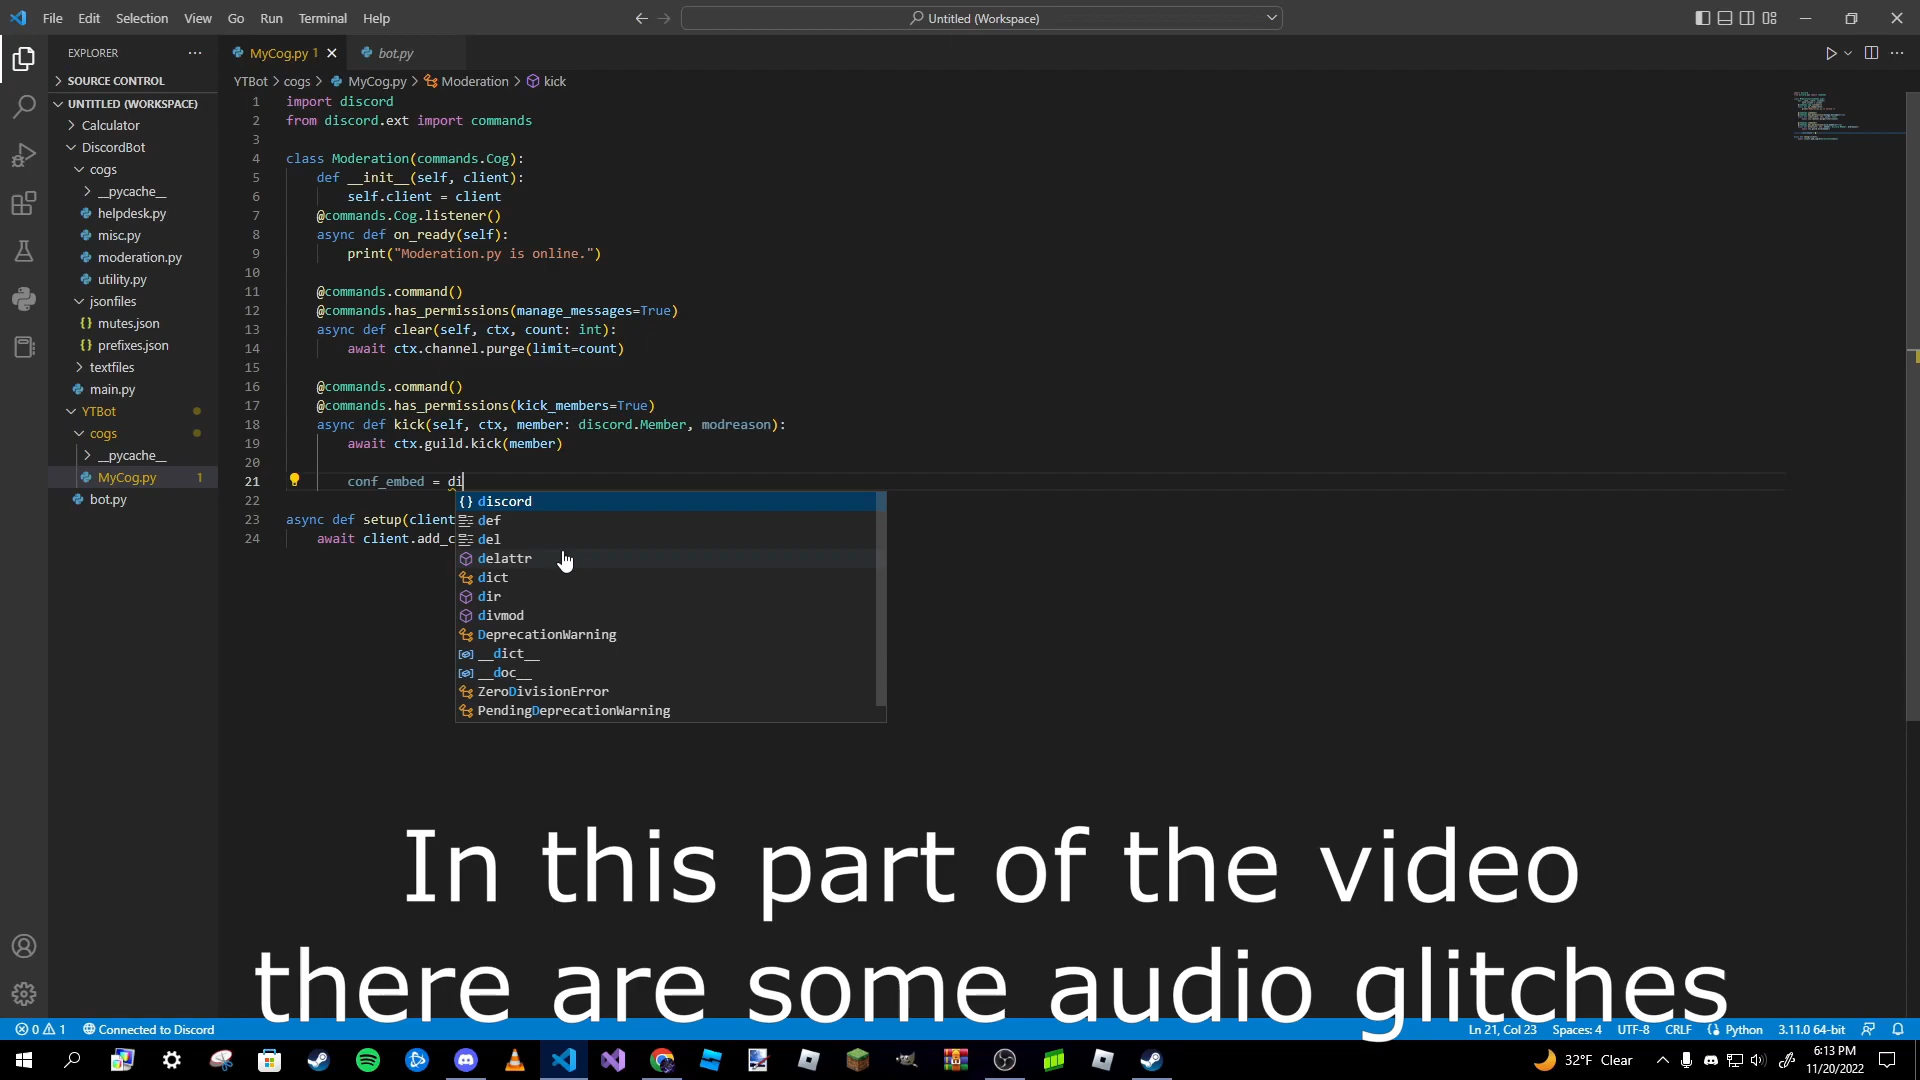 File Edit Selection View Go Run Terminal Help
Untitled (Workspace)
EXPLORER
MyCog.py 1
bot.py
SOURCE CONTROL
YTBot > cogs > MyCog.py > Moderation > kick
UNTITLED (WORKSPACE)
Calculator
DiscordBot
cogs
__pycache__
helpdesk.py
misc.py
moderation.py
utility.py
jsonfiles
mutes.json
prefixes.json
textfiles
main.py
YTBot
cogs
__pycache__
MyCog.py 1
bot.py
1 import discord
2 from discord.ext import commands
3
4 class Moderation(commands.Cog):
5 def __init__(self, client):
6 self.client = client
7 @commands.Cog.listener()
8 async def on_ready(self):
9 print("Moderation.py is online.")
10
11 @commands.command()
12 @commands.has_permissions(manage_messages=True)
13 async def clear(self, ctx, count: int):
14 await ctx.channel.purge(limit=count)
15
16 @commands.command()
17 @commands.has_permissions(kick_members=True)
18 async def kick(self, ctx, member: discord.Member, modreason):
19 await ctx.guild.kick(member)
20
21 conf_embed = di
22
23 async def setup(client
24 await client.add_c
discord
def
del
delattr
dict
dir
divmod
DeprecationWarning
__dict__
__doc__
ZeroDivisionError
PendingDeprecationWarning
In this part of the video
there are some audio glitches
0 1 Connected to Discord
Ln 21, Col 23 Spaces: 4 UTF-8 CRLF Python 3.11.0 64-bit
32°F Clear
6:13 PM
11/20/2022